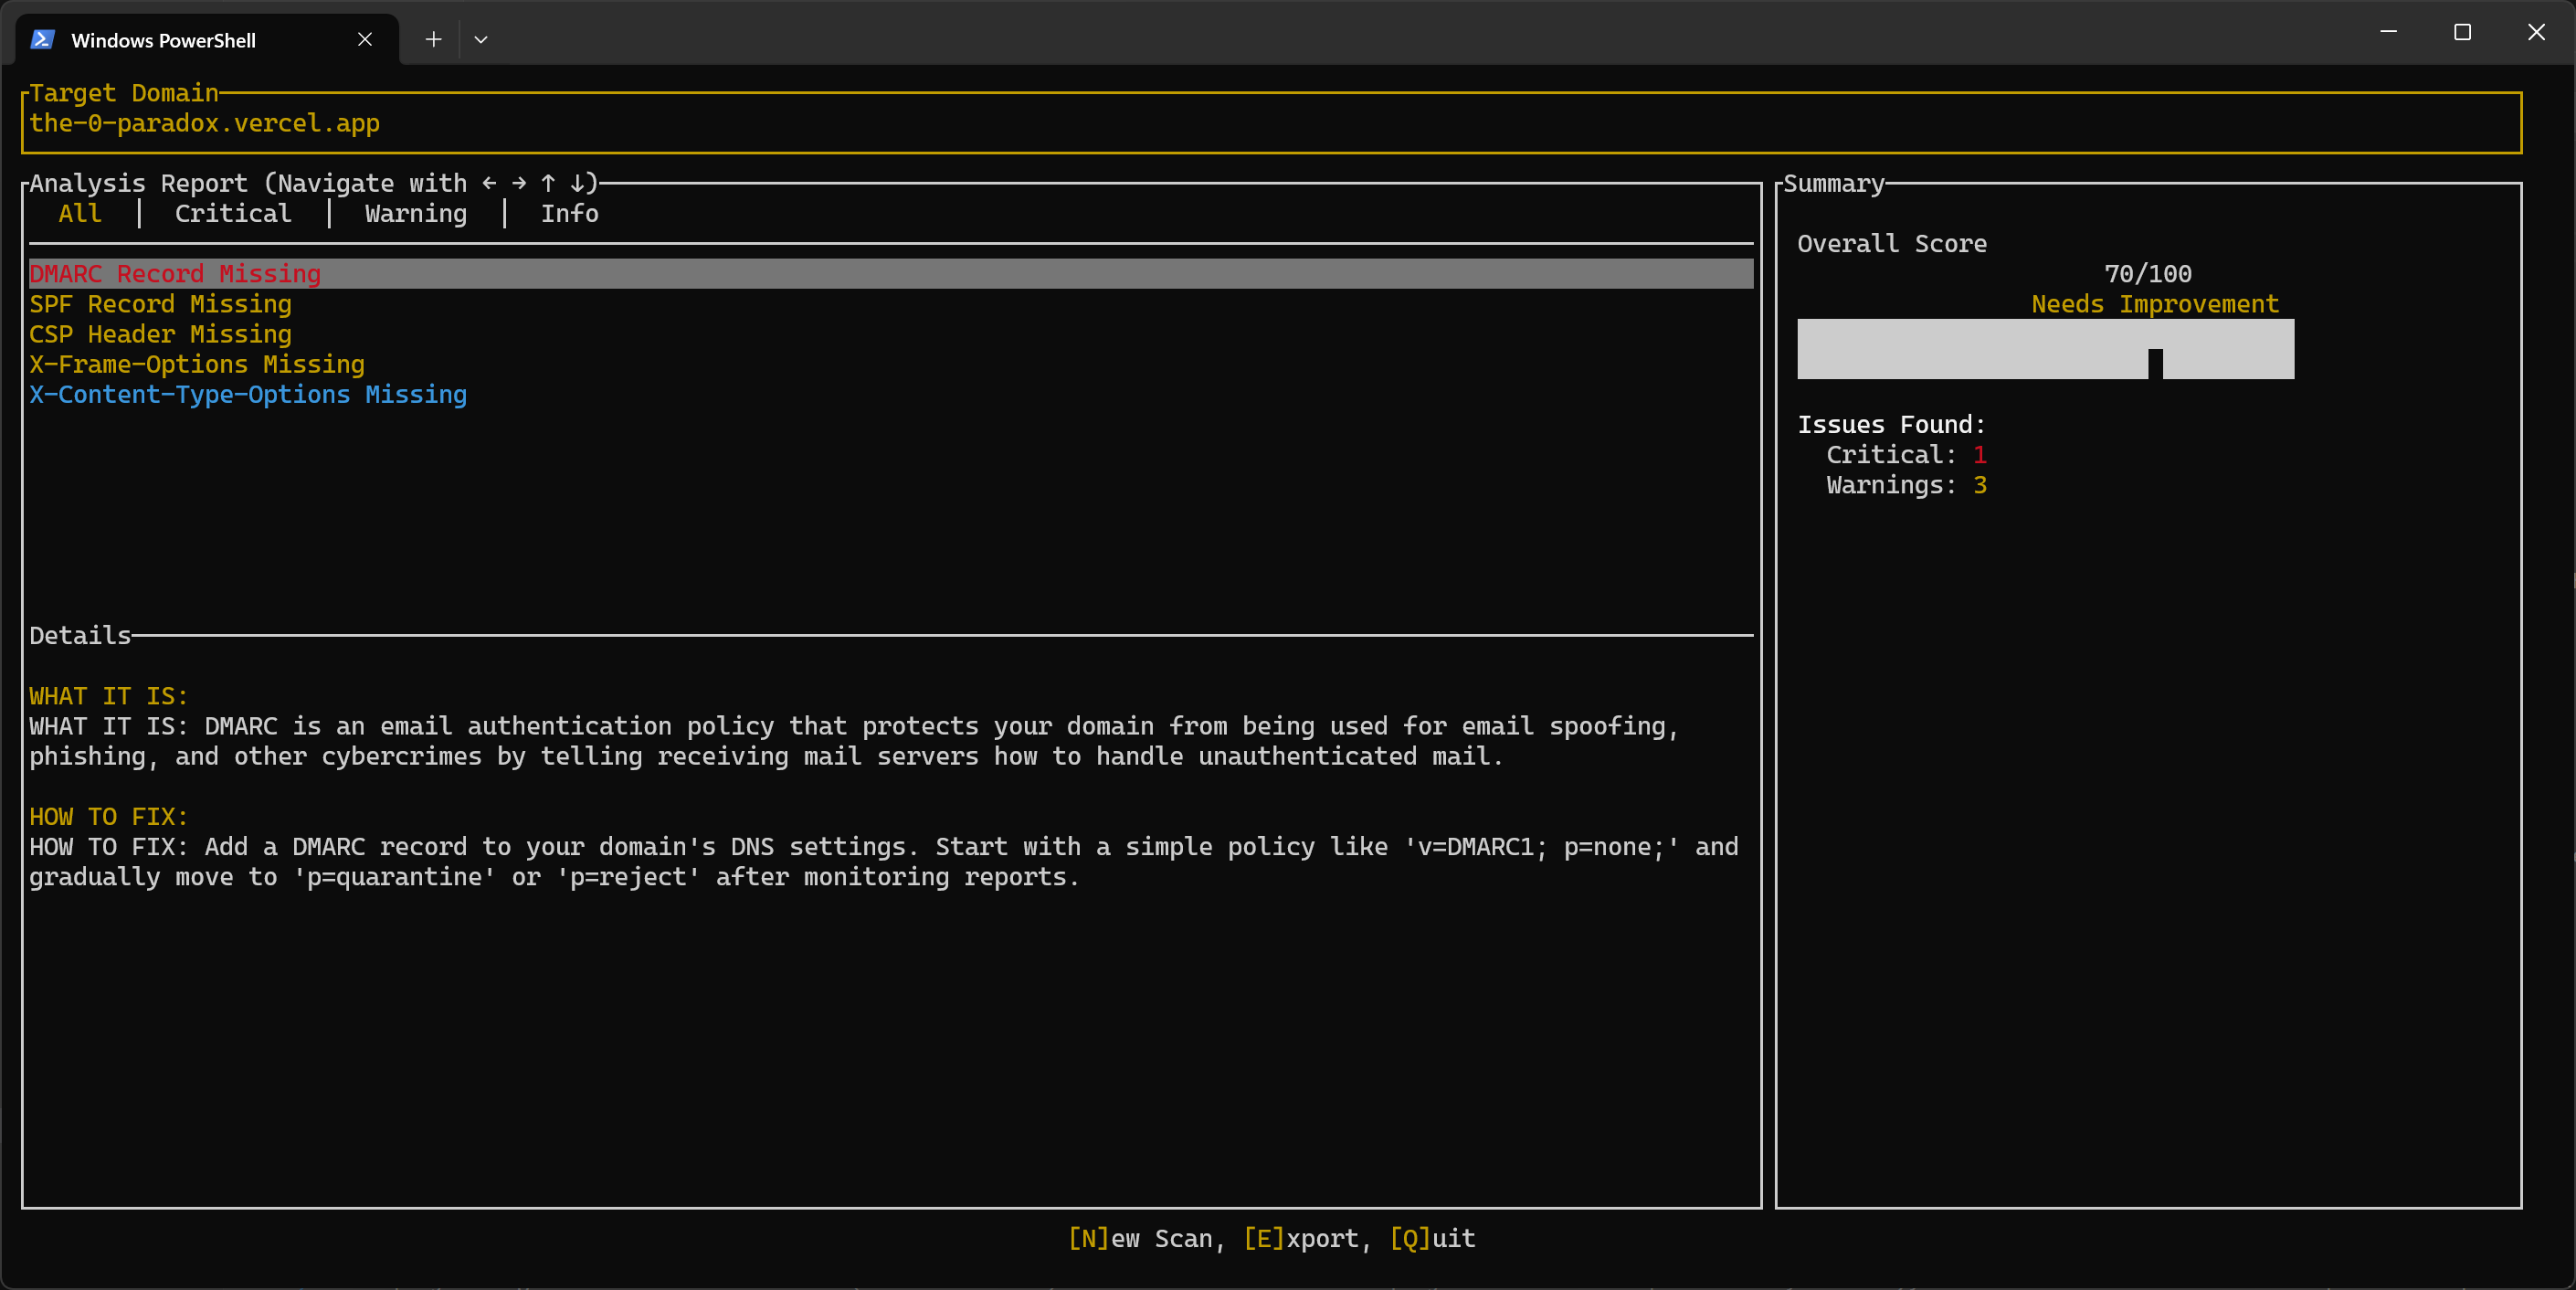 Windows PowerShell
Target Domain
the-0-paradox.vercel.app
Analysis Report (Navigate with ← → ↑ ↓)
All │ Critical │ Warning │ Info
DMARC Record Missing
SPF Record Missing
CSP Header Missing
X-Frame-Options Missing
X-Content-Type-Options Missing
Details
WHAT IT IS:
WHAT IT IS: DMARC is an email authentication policy that protects your domain from being used for email spoofing,
phishing, and other cybercrimes by telling receiving mail servers how to handle unauthenticated mail.
HOW TO FIX:
HOW TO FIX: Add a DMARC record to your domain's DNS settings. Start with a simple policy like 'v=DMARC1; p=none;' and
gradually move to 'p=quarantine' or 'p=reject' after monitoring reports.
Summary
Overall Score
70/100
Needs Improvement
Issues Found:
Critical: 1
Warnings: 3
[N]ew Scan, [E]xport, [Q]uit